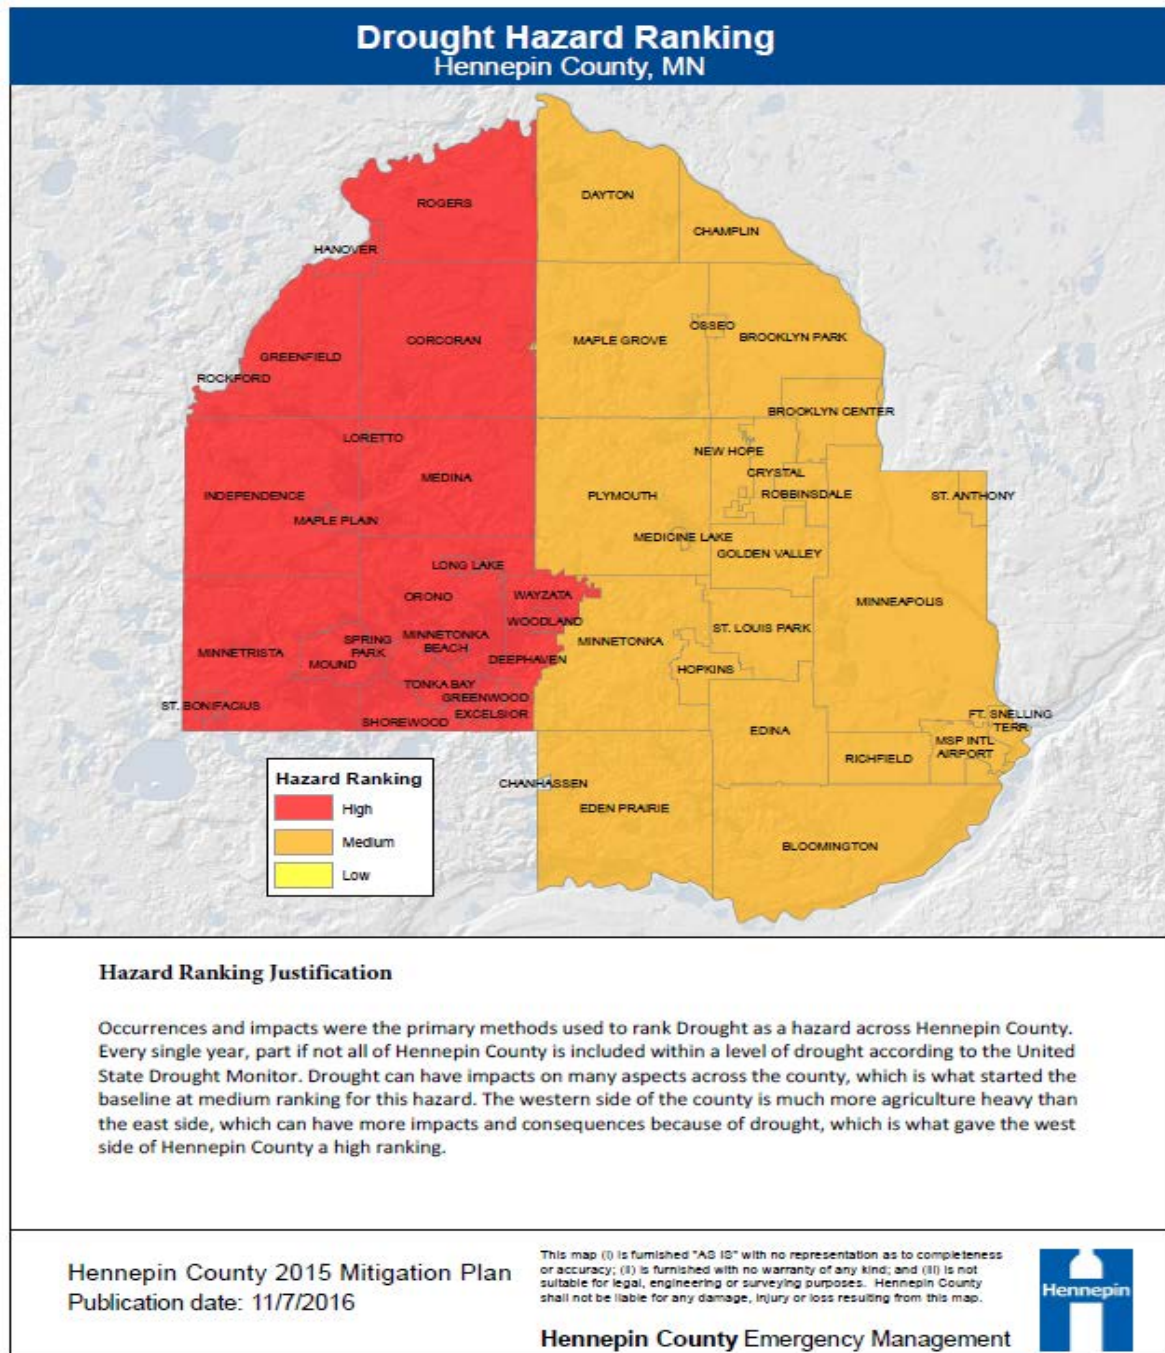 Drought Hazard Ranking
Hennepin County, MN
DAYTON
ROGERS
CHAMPLIN
HANOVER
OSSEO
CORCORAN
MAPLE GROVE
BROOKLYN PARK
GREENFIELD
ROCKFORD
BROOKLYN CENTER
LORETTO
NEW HOPE
CRYSTAL
MEDINA
INDEPENDENCE
PLYMOUTH
ROBBINSDALE
ST. ANTHONY
MAPLE PLAIN
MEDICINE LAKE
GOLDEN VALLEY
LONG LAKE
ORONO
WAYZATA
MINNEAPOLIS
WOODLAND
ST. LOUIS PARK
SPRING
PARK
MINNETONKA
BEACH
MINNETONKA
MINNETRISTA
MOUND
DEEPHAVEN
HOPKINS
TONKA BAY
GREENWOOD
ST. BONIFACIUS
SHOREWOOD
EXCELSIOR
FT. SNELLING
TERR.
EDINA
MSP INTL
AIRPORT
RICHFIELD
CHANHASSEN
EDEN PRAIRIE
BLOOMINGTON
Hazard Ranking
High
Medium
Low
Hazard Ranking Justification
Occurrences and impacts were the primary methods used to rank Drought as a hazard across Hennepin County.
Every single year, part if not all of Hennepin County is included within a level of drought according to the United
State Drought Monitor. Drought can have impacts on many aspects across the county, which is what started the
baseline at medium ranking for this hazard. The western side of the county is much more agriculture heavy than
the east side, which can have more impacts and consequences because of drought, which is what gave the west
side of Hennepin County a high ranking.
Hennepin County 2015 Mitigation Plan
Publication date: 11/7/2016
This map (i) is furnished "AS IS" with no representation as to completeness
or accuracy; (ii) is furnished with no warranty of any kind; and (iii) is not
suitable for legal, engineering or surveying purposes. Hennepin County
shall not be liable for any damage, injury or loss resulting from this map.
Hennepin County Emergency Management
Hennepin